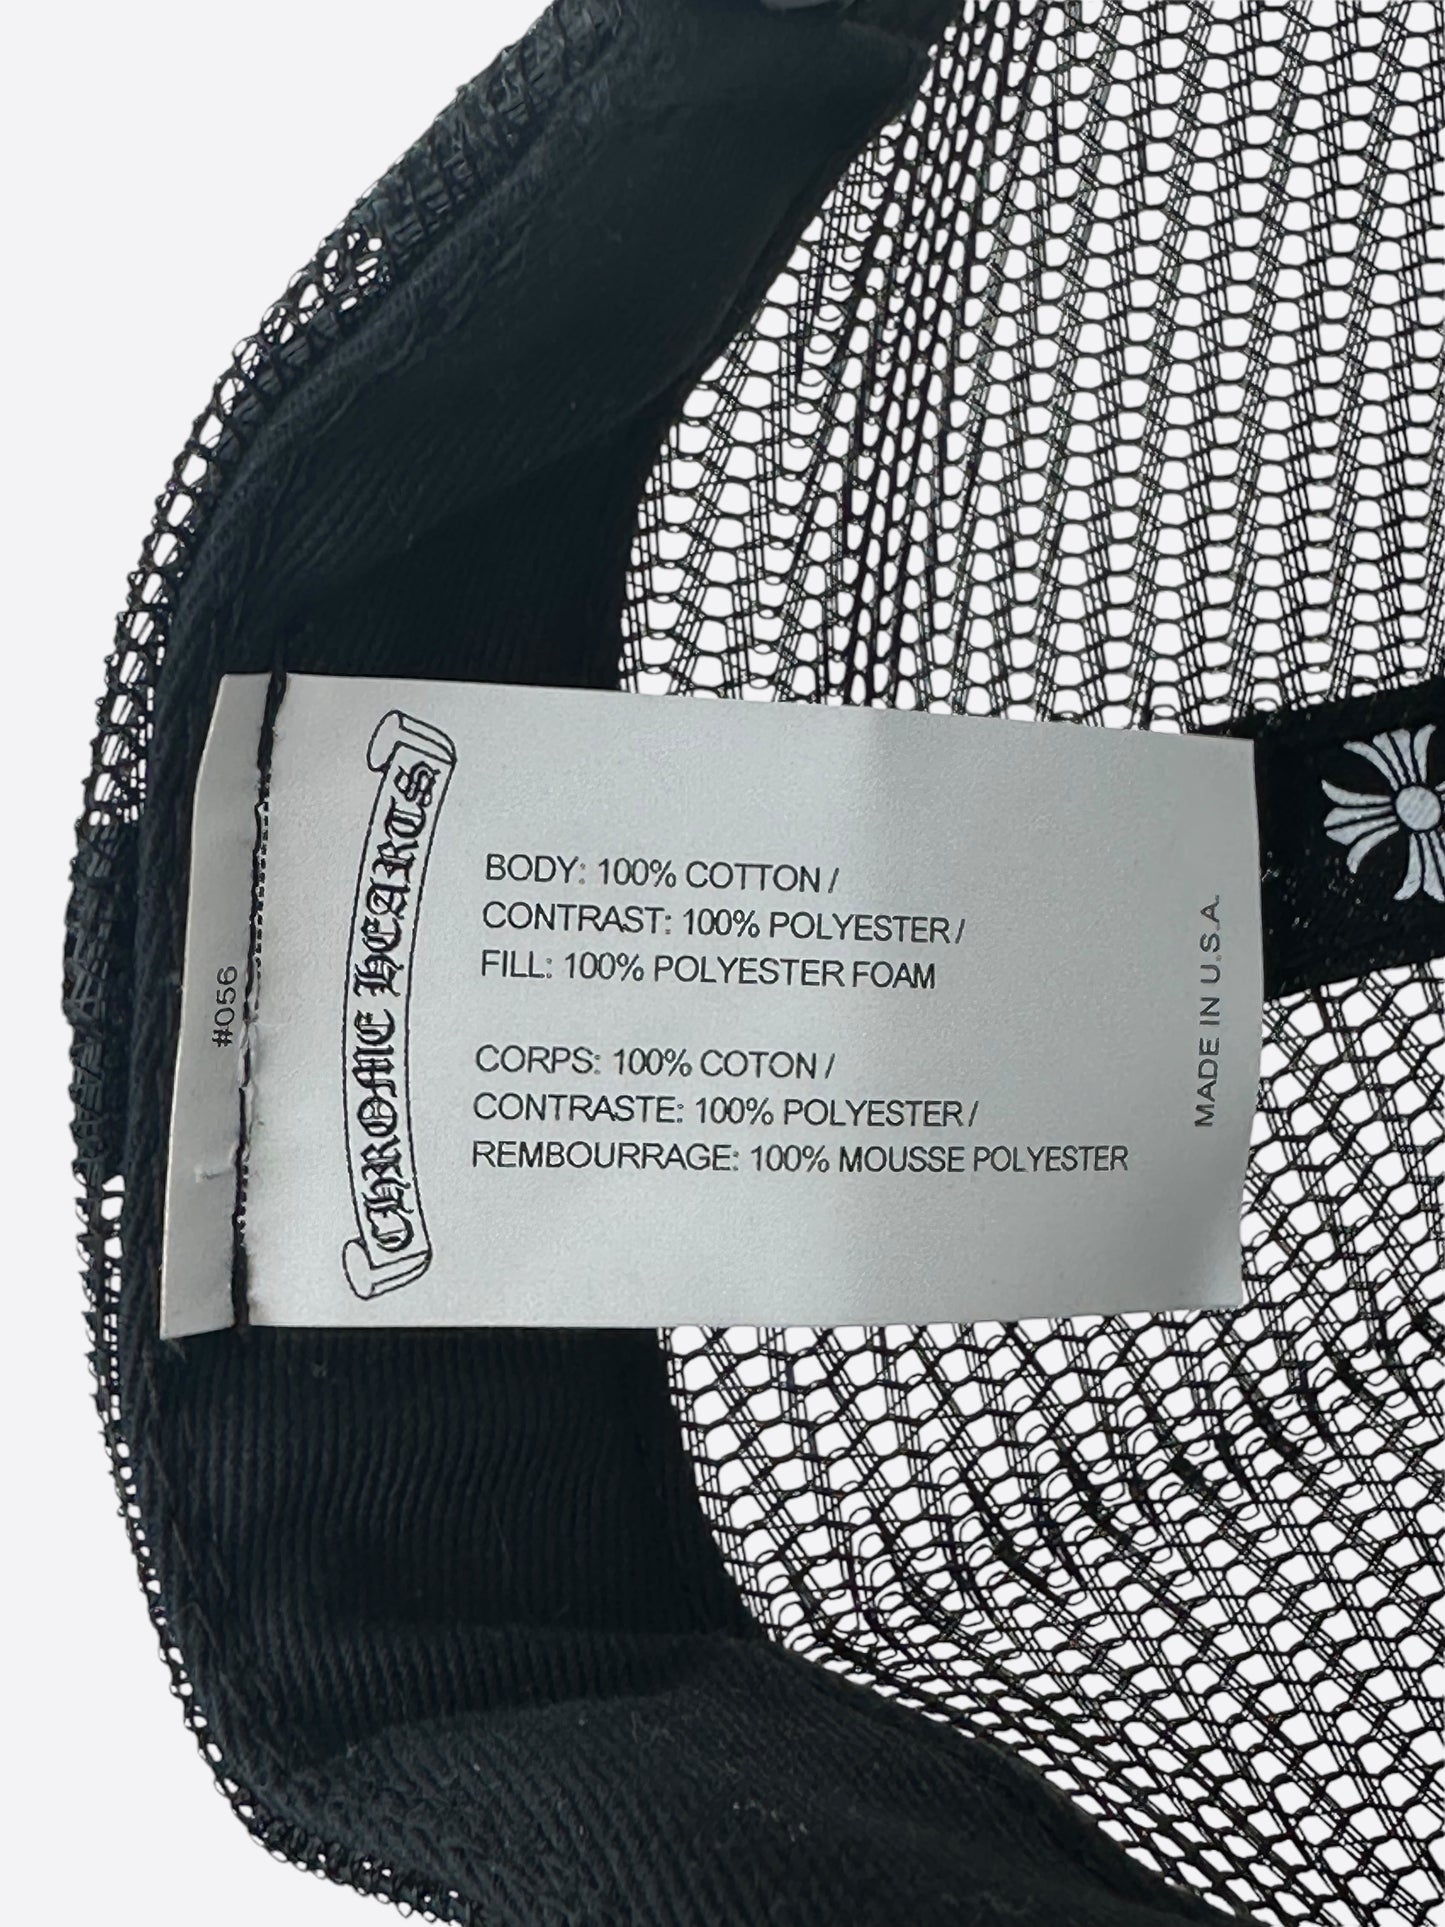 CHROME HEARTS
#056
BODY: 100% COTTON /
CONTRAST: 100% POLYESTER /
FILL: 100% POLYESTER FOAM
CORPS: 100% COTON /
CONTRASTE: 100% POLYESTER /
REMBOURRAGE: 100% MOUSSE POLYESTER
MADE IN U.S.A.